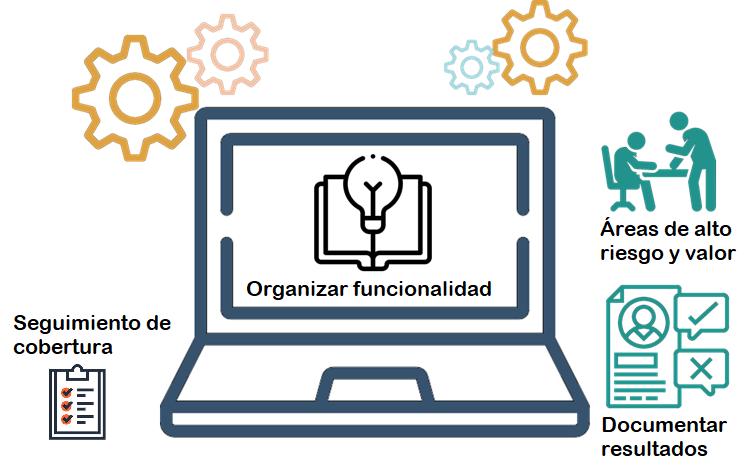 Áreas de alto
riesgo y valor
Organizar funcionalidad
Seguimiento de
cobertura
Documentar
resultados